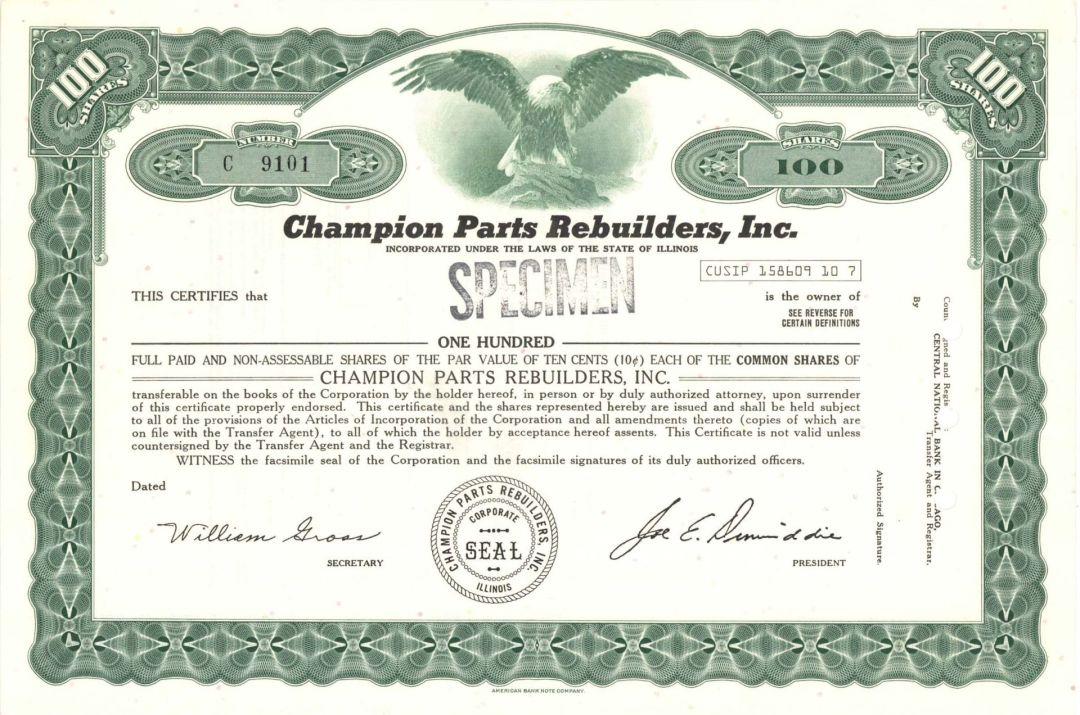 100
SHARES
100
SHARES
NUMBER
C 9101
SHARES
100
Champion Parts Rebuilders, Inc.
INCORPORATED UNDER THE LAWS OF THE STATE OF ILLINOIS
SPECIMEN
CUSIP 158609 10 7
THIS CERTIFIES that
is the owner of
SEE REVERSE FOR
CERTAIN DEFINITIONS
ONE HUNDRED
FULL PAID AND NON-ASSESSABLE SHARES OF THE PAR VALUE OF TEN CENTS (10¢) EACH OF THE COMMON SHARES OF
CHAMPION PARTS REBUILDERS, INC.
transferable on the books of the Corporation by the holder hereof, in person or by duly authorized attorney, upon surrender
of this certificate properly endorsed. This certificate and the shares represented hereby are issued and shall be held subject
to all of the provisions of the Articles of Incorporation of the Corporation and all amendments thereto (copies of which are
on file with the Transfer Agent), to all of which the holder by acceptance hereof assents. This Certificate is not valid unless
countersigned by the Transfer Agent and the Registrar.
WITNESS the facsimile seal of the Corporation and the facsimile signatures of its duly authorized officers.
Dated
William Gross
SECRETARY
CHAMPION PARTS REBUILDERS, INC.
CORPORATE
SEAL
ILLINOIS
Joe E.
PRESIDENT
and Regis
CENTRAL BANK IN
Transfer Agent and Registrar.
By
Authorized Signature.
AMERICAN BANK NOTE COMPANY.